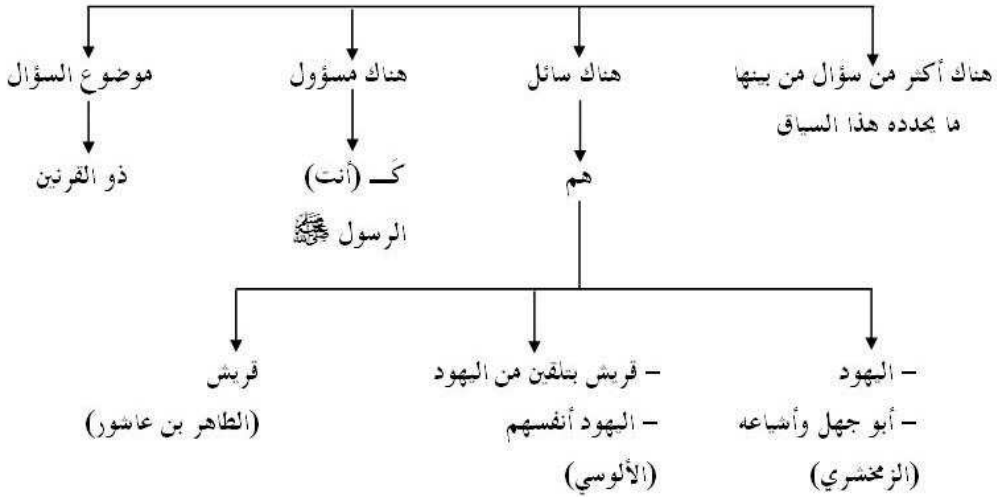 هناك أكثر من سؤال من بينها
ما يحدده هذا السياق
هناك سائل
هم
هناك مسؤول
كَــ (أنت)
الرسول ﷺ
موضوع السؤال
ذو القرنين
– اليهود
– أبو جهل وأشياعه
(الزمخشري)
– قريش بتلقين من اليهود
– اليهود أنفسهم
(الألوسي)
قريش
(الطاهر بن عاشور)